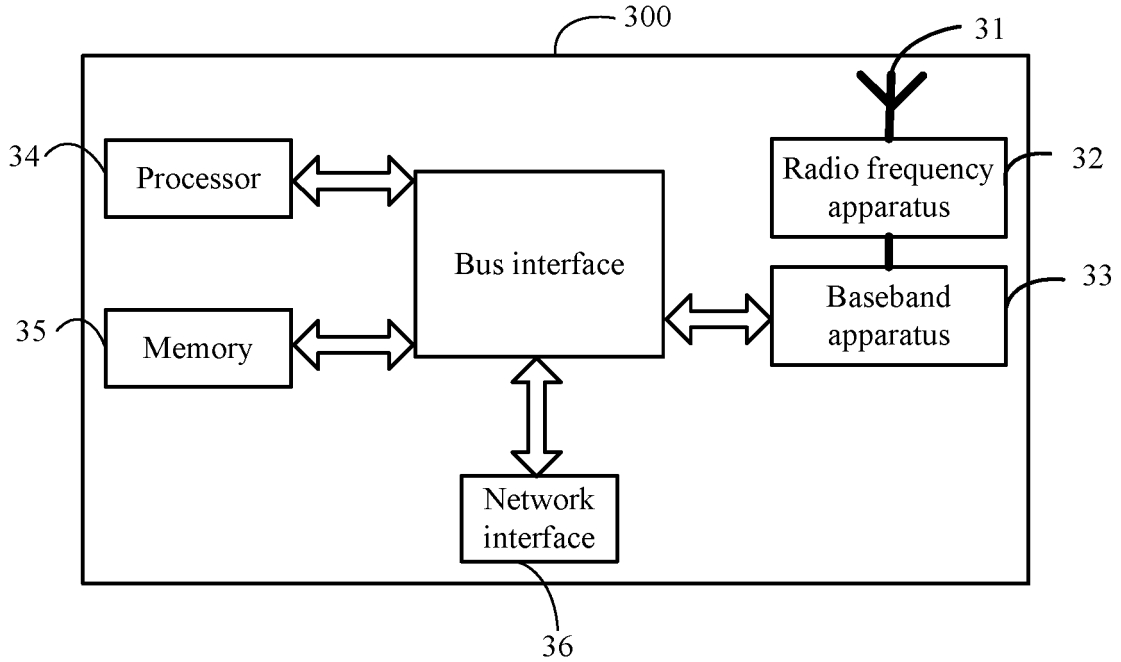 300
31
34
Processor
Radio frequency
apparatus
32
Bus interface
35
Memory
Baseband
apparatus
33
Network
interface
36